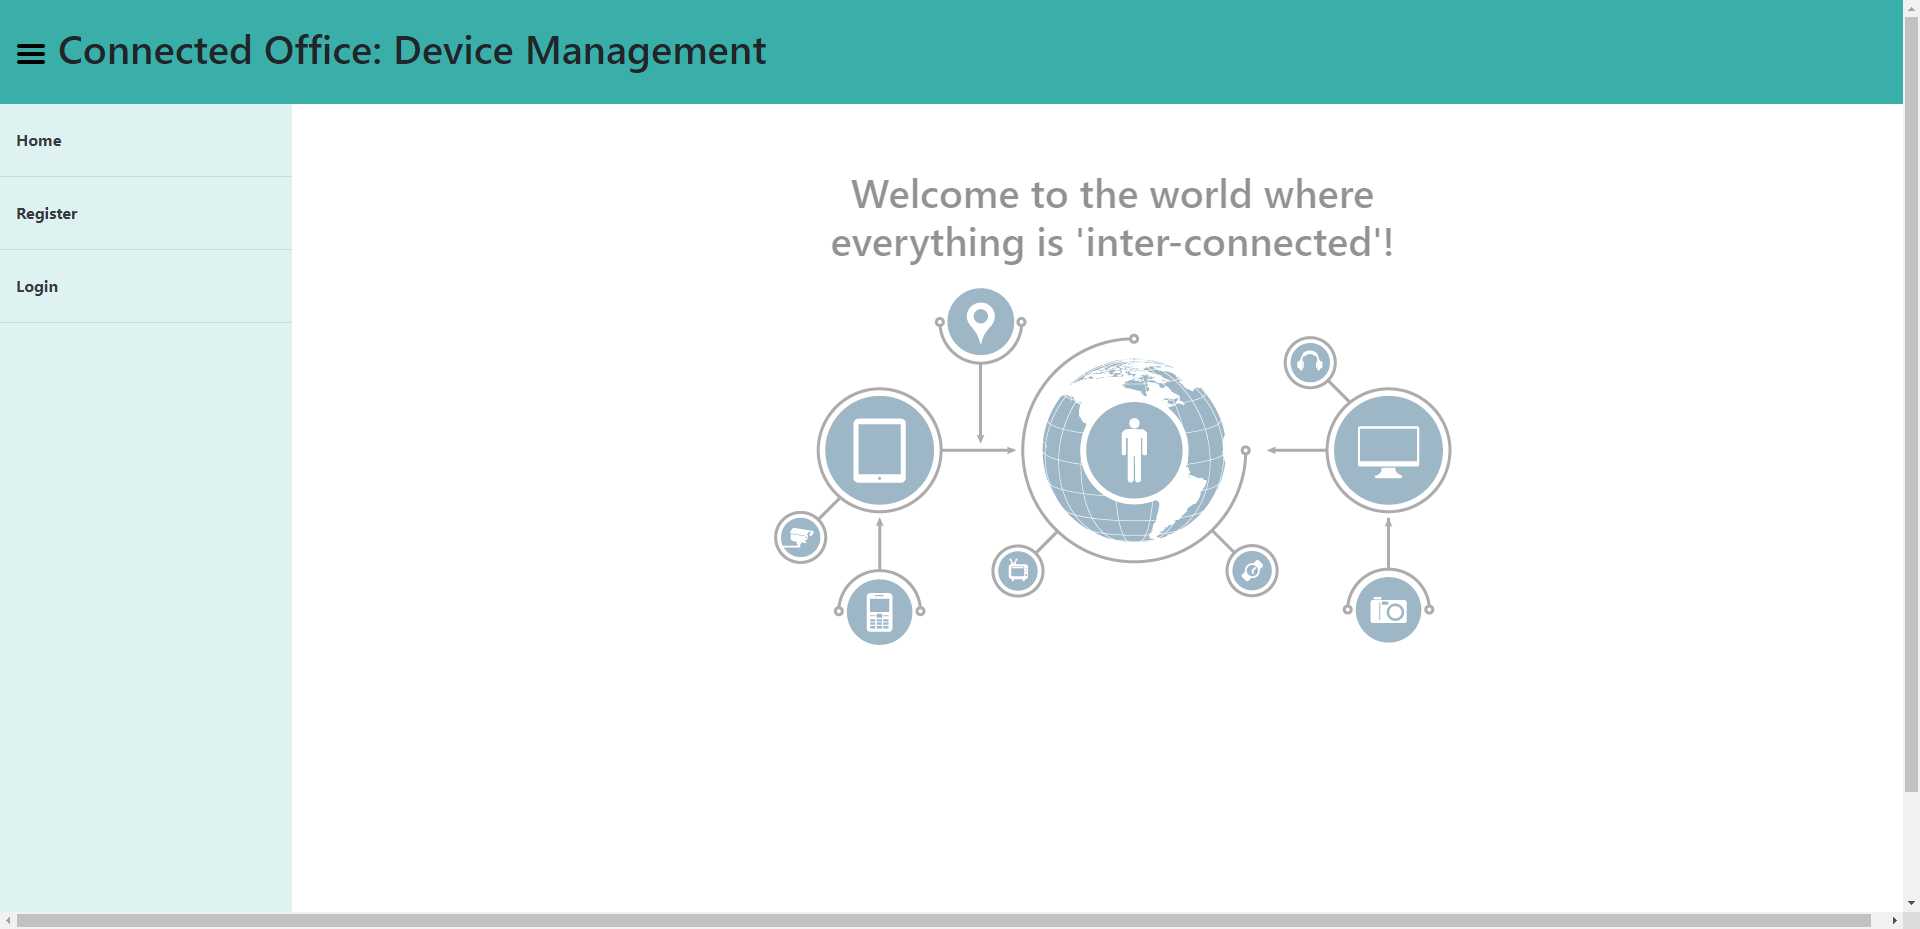 Connected Office: Device Management
Home
Register
Login
Welcome to the world where
everything is 'inter-connected'!